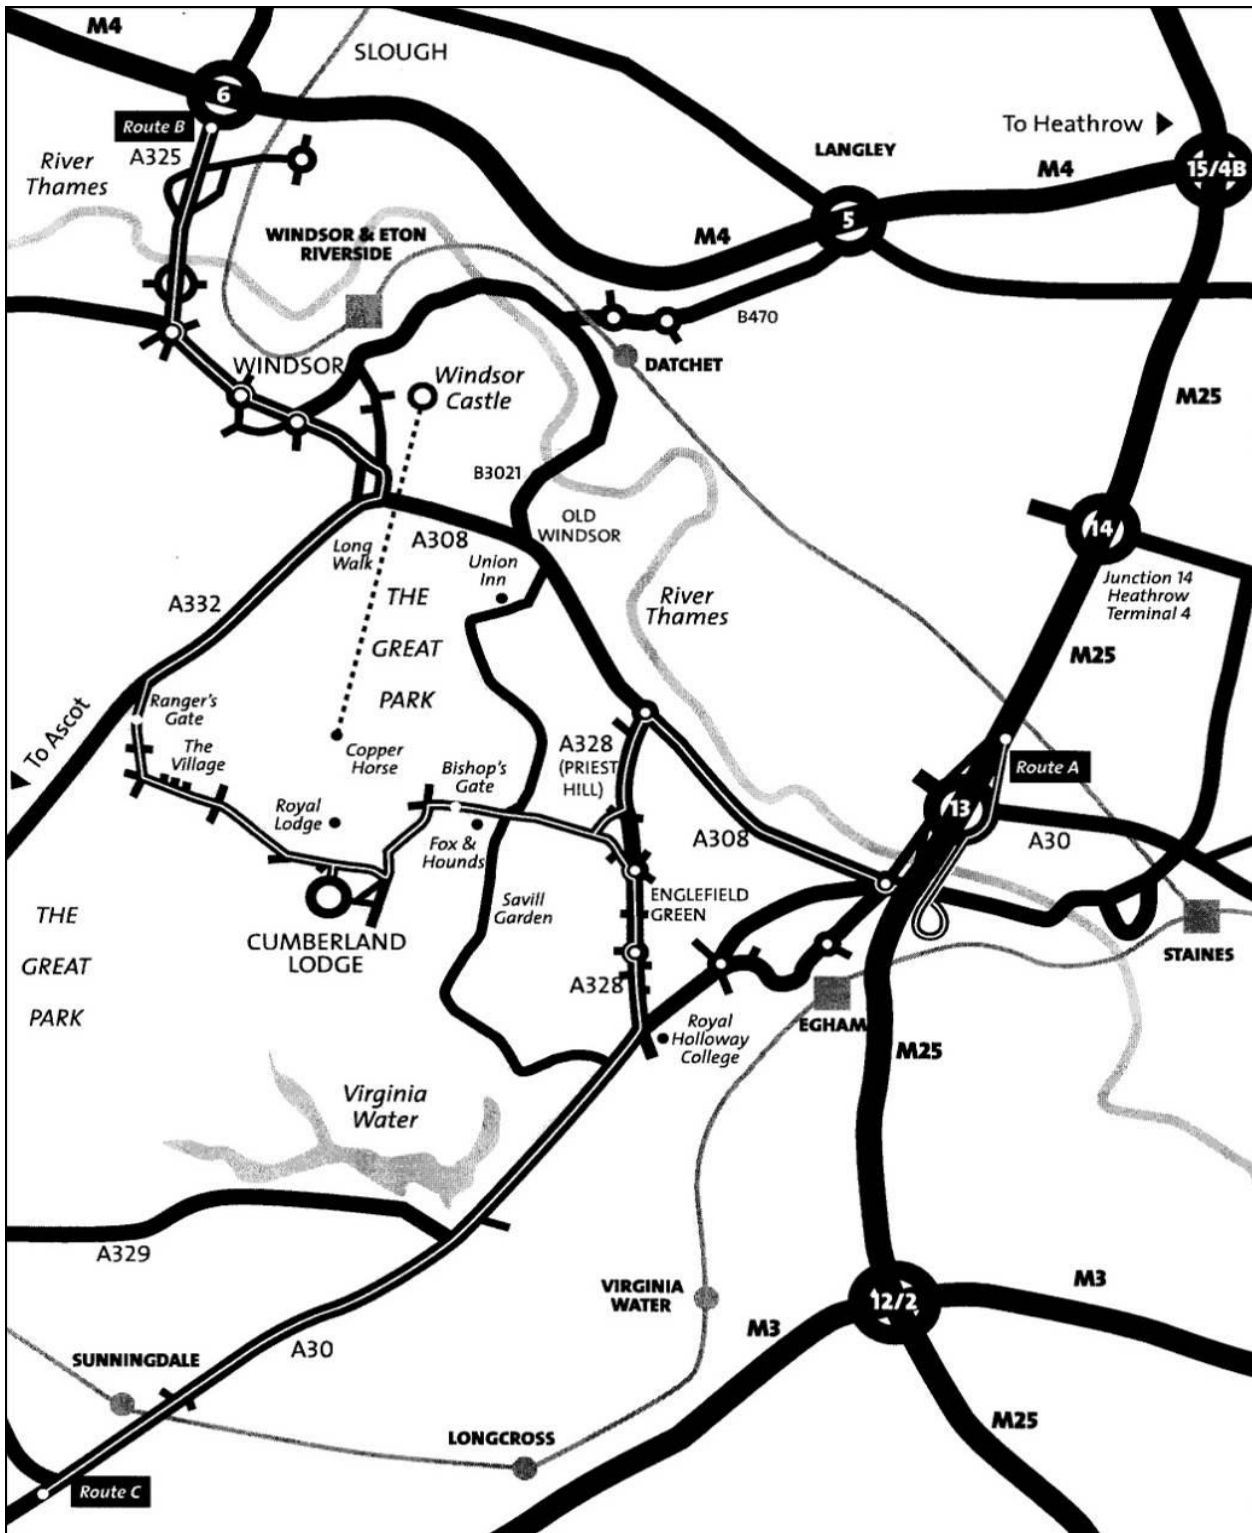 M4
SLOUGH
6
Route B
A325
River
Thames
To Heathrow
LANGLEY
M4
15/4B
5
M4
WINDSOR & ETON
RIVERSIDE
B470
DATCHET
WINDSOR
Windsor
Castle
M25
B3021
OLD
WINDSOR
14
Long
Walk
A308
Union
Inn
Junction 14
Heathrow
Terminal 4
A332
THE
GREAT
PARK
River
Thames
M25
To Ascot
Ranger's
Gate
The
Village
Copper
Horse
Bishop's
Gate
A328
(PRIEST
HILL)
Route A
13
Royal
Lodge
Fox &
Hounds
A308
A30
THE
GREAT
PARK
CUMBERLAND
LODGE
Savill
Garden
ENGLEFIELD
GREEN
STAINES
A328
EGHAM
Royal
Holloway
College
M25
Virginia
Water
A329
VIRGINIA
WATER
12/2
M3
M3
A30
SUNNINGDALE
LONGCROSS
M25
Route C